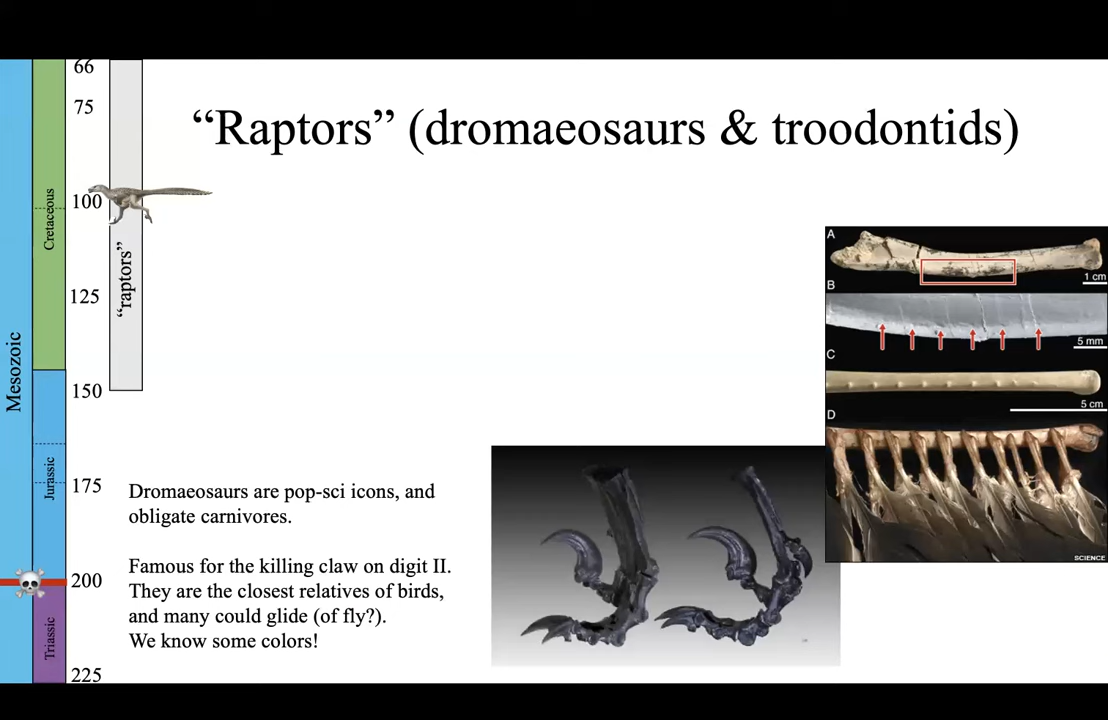 “Raptors” (dromaeosaurs & troodontids)
66
75
100
125
150
175
200
225
Mesozoic
Cretaceous
Jurassic
Triassic
“raptors”
Dromaeosaurs are pop-sci icons, and
obligate carnivores.
Famous for the killing claw on digit II.
They are the closest relatives of birds,
and many could glide (of fly?).
We know some colors!
A
1 cm
B
5 mm
C
5 cm
D
SCIENCE